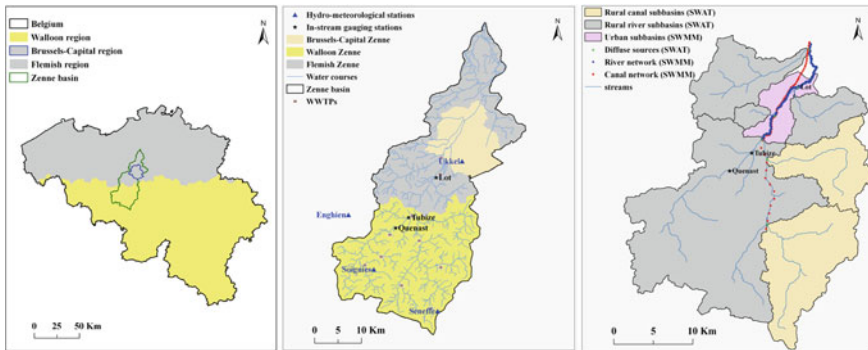 Belgium
Walloon region
Brussels-Capital region
Flemish region
Zenne basin
N
0 25 50 Km
Hydro-meteorological stations
In-stream gauging stations
Brussels-Capital Zenne
Walloon Zenne
Flemish Zenne
Water courses
Zenne basin
WWTPs
N
Ukkel
Lot
Enghien
Tubize
Quenast
Soignies
Seneffe
0 10 Km
Rural canal subbasins (SWAT)
Rural river subbasins (SWAT)
Urban subbasins (SWMM)
Diffuse sources (SWAT)
River network (SWMM)
Canal network (SWMM)
streams
N
Lot
Tubize
Quenast
0 10 Km